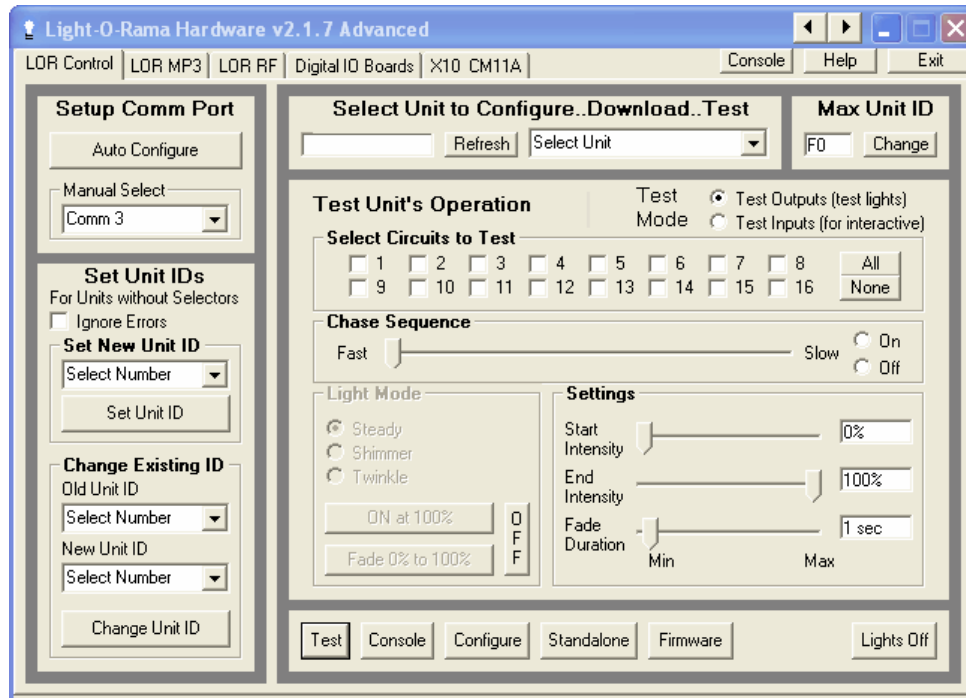 Light-O-Rama Hardware v2.1.7 Advanced
LOR Control LOR MP3 LOR RF Digital IO Boards X10 CM11A Console Help Exit
Setup Comm Port
Auto Configure
Manual Select
Comm 3
Set Unit IDs
For Units without Selectors
Ignore Errors
Set New Unit ID
Select Number
Set Unit ID
Change Existing ID
Old Unit ID
Select Number
New Unit ID
Select Number
Change Unit ID
Select Unit to Configure..Download..Test
Refresh Select Unit
Max Unit ID
F0 Change
Test Unit's Operation
Test Mode
Test Outputs (test lights)
Test Inputs (for interactive)
Select Circuits to Test
1 2 3 4 5 6 7 8 All
9 10 11 12 13 14 15 16 None
Chase Sequence
Fast Slow On
Off
Light Mode
Steady
Shimmer
Twinkle
ON at 100%
Fade 0% to 100%
OFF
Settings
Start Intensity 0%
End Intensity 100%
Fade Duration 1 sec
Min Max
Test Console Configure Standalone Firmware Lights Off